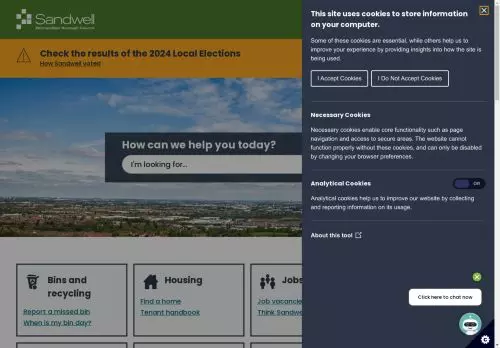 Sandwell
Metropolitan Borough Council
Check the results of the 2024 Local Elections
How Sandwell voted
How can we help you today?
I'm looking for...
Bins and
recycling
Report a missed bin
When is my bin day?
Housing
Find a home
Tenant handbook
Jobs
Job vacancie
Think Sandwe
This site uses cookies to store information
on your computer.
Some of these cookies are essential, while others help us to
improve your experience by providing insights into how the site is
being used.
I Accept Cookies
I Do Not Accept Cookies
Necessary Cookies
Necessary cookies enable core functionality such as page
navigation and access to secure areas. The website cannot
function properly without these cookies, and can only be disabled
by changing your browser preferences.
Analytical Cookies
Off
Analytical cookies help us to improve our website by collecting
and reporting information on its usage.
About this tool
Click here to chat now